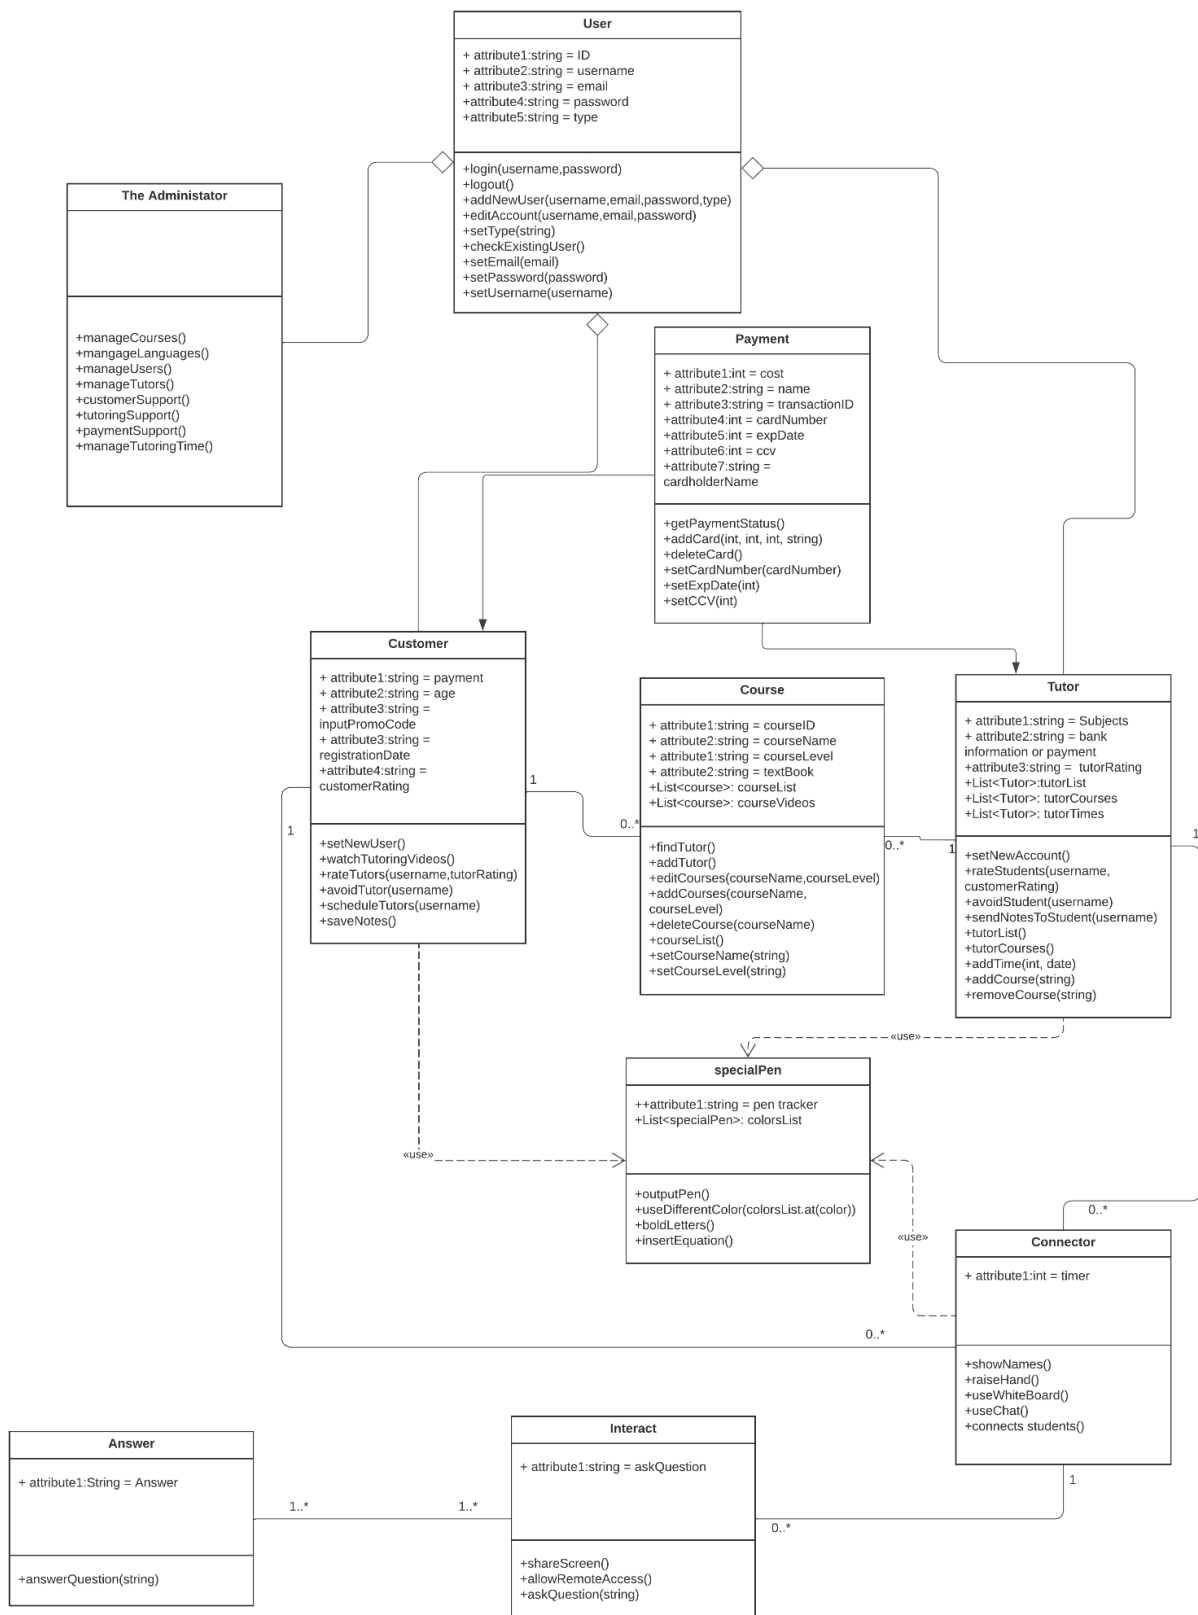 User
+ attribute1:string = ID
+ attribute2:string = username
+ attribute3:string = email
+attribute4:string = password
+attribute5:string = type
+login(username,password)
+logout()
+addNewUser(username,email,password,type)
+editAccount(username,email,password)
+setType(string)
+checkExistingUser()
+setEmail(email)
+setPassword(password)
+setUsername(username)
The Administator
+manageCourses()
+mangageLanguages()
+manageUsers()
+manageTutors()
+customerSupport()
+tutoringSupport()
+paymentSupport()
+manageTutoringTime()
Payment
+ attribute1:int = cost
+ attribute2:string = name
+ attribute3:string = transactionID
+attribute4:int = cardNumber
+attribute5:int = expDate
+attribute6:int = ccv
+attribute7:string =
cardholderName
+getPaymentStatus()
+addCard(int, int, int, string)
+deleteCard()
+setCardNumber(cardNumber)
+setExpDate(int)
+setCCV(int)
Customer
+ attribute1:string = payment
+ attribute2:string = age
+ attribute3:string =
inputPromoCode
+ attribute3:string =
registrationDate
+attribute4:string =
customerRating
+setNewUser()
+watchTutoringVideos()
+rateTutors(username,tutorRating)
+avoidTutor(username)
+scheduleTutors(username)
+saveNotes()
1
1
0..*
Course
+ attribute1:string = courseID
+ attribute2:string = courseName
+ attribute1:string = courseLevel
+ attribute2:string = textBook
+List<course>: courseList
+List<course>: courseVideos
+findTutor()
+addTutor()
+editCourses(courseName,courseLevel)
+addCourses(courseName,
courseLevel)
+deleteCourse(courseName)
+courseList()
+setCourseName(string)
+setCourseLevel(string)
0..*
1
Tutor
+ attribute1:string = Subjects
+ attribute2:string = bank
information or payment
+attribute3:string =  tutorRating
+List<Tutor>:tutorList
+List<Tutor>: tutorCourses
+List<Tutor>: tutorTimes
+setNewAccount()
+rateStudents(username,
customerRating)
+avoidStudent(username)
+sendNotesToStudent(username)
+tutorList()
+tutorCourses()
+addTime(int, date)
+addCourse(string)
+removeCourse(string)
1
«use»
specialPen
++attribute1:string = pen tracker
+List<specialPen>: colorsList
+outputPen()
+useDifferentColor(colorsList.at(color))
+boldLetters()
+insertEquation()
«use»
«use»
0..*
Connector
+ attribute1:int = timer
+showNames()
+raiseHand()
+useWhiteBoard()
+useChat()
+connects students()
0..*
1
Answer
+ attribute1:String = Answer
+answerQuestion(string)
1..*
1..*
Interact
+ attribute1:string = askQuestion
+shareScreen()
+allowRemoteAccess()
+askQuestion(string)
0..*